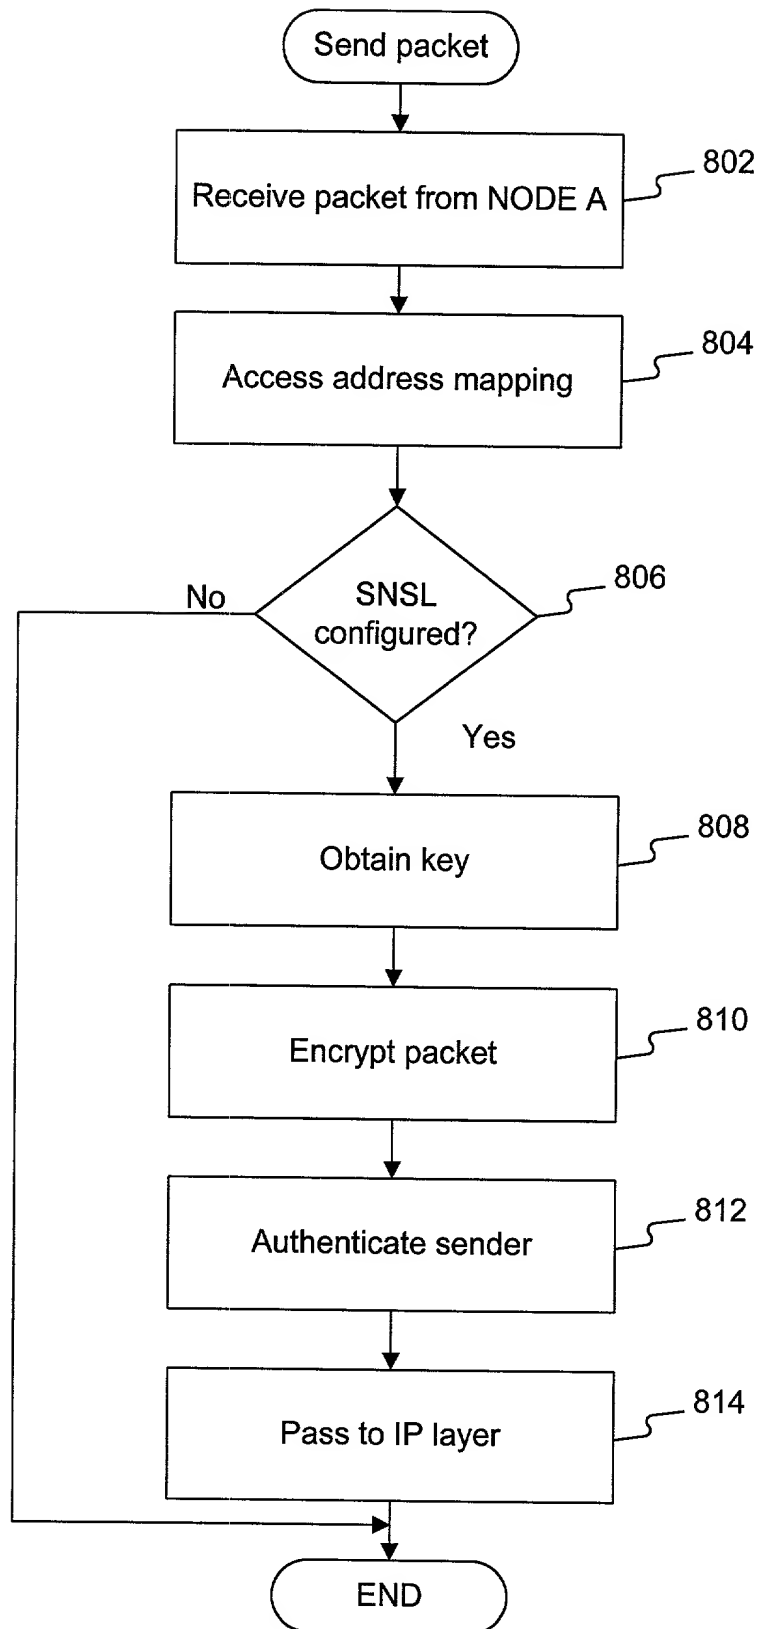 Send packet
Receive packet from NODE A
802
Access address mapping
804
SNSL
configured?
806
No
Yes
Obtain key
808
Encrypt packet
810
Authenticate sender
812
Pass to IP layer
814
END